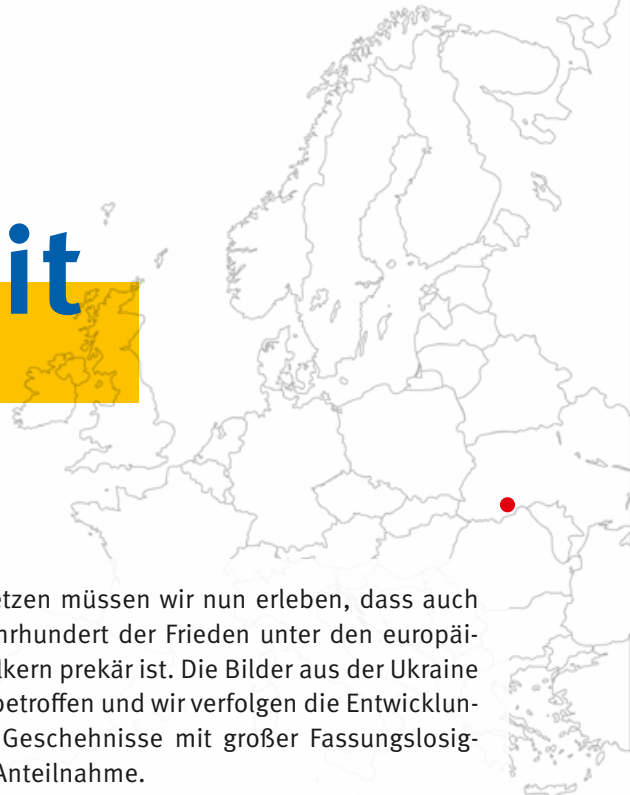 it
etzen müssen wir nun erleben, dass auch
hrhundert der Frieden unter den europäi-
lkern prekär ist. Die Bilder aus der Ukraine
betroffen und wir verfolgen die Entwicklun-
Geschehnisse mit großer Fassungslosig-
Anteilnahme.